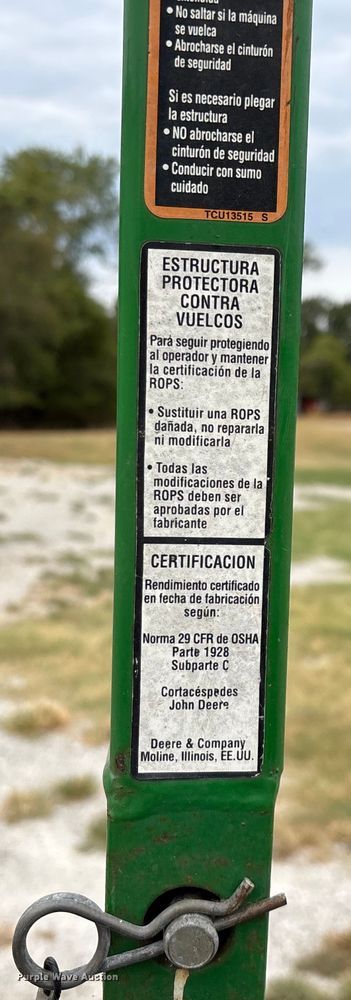 • No saltar si la máquina
se vuelca
• Abrocharse el cinturón
de seguridad
Si es necesario plegar
la estructura
• NO abrocharse el
cinturón de seguridad
• Conducir con sumo
cuidado
TCU13515 S
ESTRUCTURA
PROTECTORA
CONTRA
VUELCOS
Para seguir protegiendo
al operador y mantener
la certificación de la
ROPS:
• Sustituir una ROPS
dañada, no repararla
ni modificarla
• Todas las
modificaciones de la
ROPS deben ser
aprobadas por el
fabricante
CERTIFICACION
Rendimiento certificado
en fecha de fabricación
según:
Norma 29 CFR de OSHA
Parte 1928
Subparte C
Cortacéspedes
John Deere
Deere & Company
Moline, Illinois, EE.UU.
Purple Wave Auction